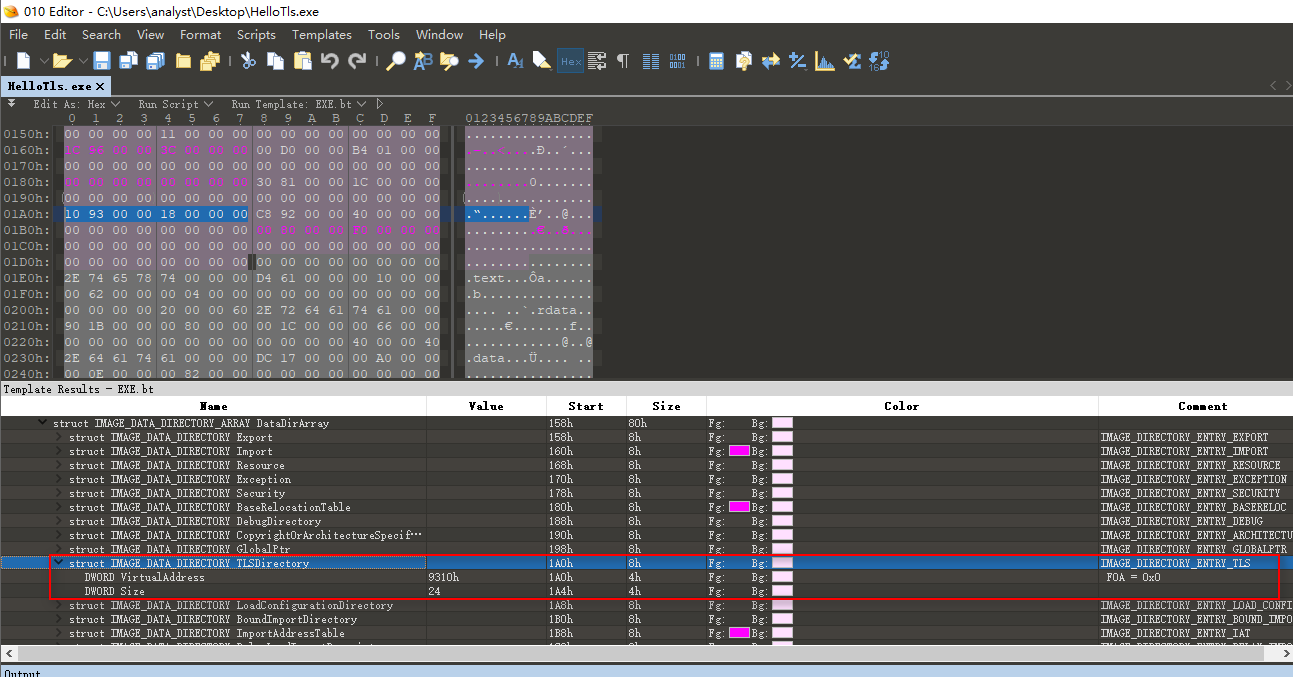 010 Editor - C:\Users\analyst\Desktop\HelloTls.exe
File Edit Search View Format Scripts Templates Tools Window Help
Hex
HelloTls.exe ×
Edit As: Hex Run Script Run Template: EXE.bt
0 1 2 3 4 5 6 7 8 9 A B C D E F 0123456789ABCDEF
0150h: 00 00 00 00 11 00 00 00 00 00 00 00 00 00 00 00 ................
0160h: 00 D0 00 00 B4 01 00 00 .Ð..´...
0170h: 00 00 00 00 00 00 00 00 00 00 00 00 00 00 00 00 ................
0180h: 00 00 00 00 00 00 00 00 30 81 00 00 1C 00 00 00 ........0.......
0190h: 00 00 00 00 00 00 00 00 00 00 00 00 00 00 00 00 ................
01A0h: 10 93 00 00 18 00 00 00 C8 92 00 00 40 00 00 00 .“......È’..@...
01B0h: 00 00 00 00 00 00 00 00
01C0h: 00 00 00 00 00 00 00 00 00 00 00 00 00 00 00 00 ................
01D0h: 00 00 00 00 00 00 00 00 00 00 00 00 00 00 00 00 ................
01E0h: 2E 74 65 78 74 00 00 00 D4 61 00 00 00 10 00 00 .text...Ôa......
01F0h: 00 62 00 00 00 04 00 00 00 00 00 00 00 00 00 00 .b..............
0200h: 00 00 00 00 20 00 00 60 2E 72 64 61 74 61 00 00 .... ..`.rdata..
0210h: 90 1B 00 00 00 80 00 00 00 1C 00 00 00 66 00 00 .....€.......f..
0220h: 00 00 00 00 00 00 00 00 00 00 00 00 40 00 00 40 ............@..@
0230h: 2E 64 61 74 61 00 00 00 DC 17 00 00 00 A0 00 00 .data...Ü.... ..
0240h: 00 0E 00 00 00 82 00 00 00 00 00 00 00 00 00 00
Template Results - EXE.bt
Name Value Start Size Color Comment
struct IMAGE_DATA_DIRECTORY_ARRAY DataDirArray 158h 80h Fg: Bg:
struct IMAGE_DATA_DIRECTORY Export 158h 8h Fg: Bg: IMAGE_DIRECTORY_ENTRY_EXPORT
struct IMAGE_DATA_DIRECTORY Import 160h 8h Fg: Bg: IMAGE_DIRECTORY_ENTRY_IMPORT
struct IMAGE_DATA_DIRECTORY Resource 168h 8h Fg: Bg: IMAGE_DIRECTORY_ENTRY_RESOURCE
struct IMAGE_DATA_DIRECTORY Exception 170h 8h Fg: Bg: IMAGE_DIRECTORY_ENTRY_EXCEPTION
struct IMAGE_DATA_DIRECTORY Security 178h 8h Fg: Bg: IMAGE_DIRECTORY_ENTRY_SECURITY
struct IMAGE_DATA_DIRECTORY BaseRelocationTable 180h 8h Fg: Bg: IMAGE_DIRECTORY_ENTRY_BASERELOC
struct IMAGE_DATA_DIRECTORY DebugDirectory 188h 8h Fg: Bg: IMAGE_DIRECTORY_ENTRY_DEBUG
struct IMAGE_DATA_DIRECTORY CopyrightOrArchitectureSpecif… 190h 8h Fg: Bg: IMAGE_DIRECTORY_ENTRY_ARCHITECTU
struct IMAGE_DATA_DIRECTORY GlobalPtr 198h 8h Fg: Bg: IMAGE_DIRECTORY_ENTRY_GLOBALPTR
struct IMAGE_DATA_DIRECTORY TLSDirectory 1A0h 8h Fg: Bg: IMAGE_DIRECTORY_ENTRY_TLS
DWORD VirtualAddress 9310h 1A0h 4h Fg: Bg: FOA = 0x0
DWORD Size 24 1A4h 4h Fg: Bg:
struct IMAGE_DATA_DIRECTORY LoadConfigurationDirectory 1A8h 8h Fg: Bg: IMAGE_DIRECTORY_ENTRY_LOAD_CONFI
struct IMAGE_DATA_DIRECTORY BoundImportDirectory 1B0h 8h Fg: Bg: IMAGE_DIRECTORY_ENTRY_BOUND_IMPO
struct IMAGE_DATA_DIRECTORY ImportAddressTable 1B8h 8h Fg: Bg: IMAGE_DIRECTORY_ENTRY_IAT
Output